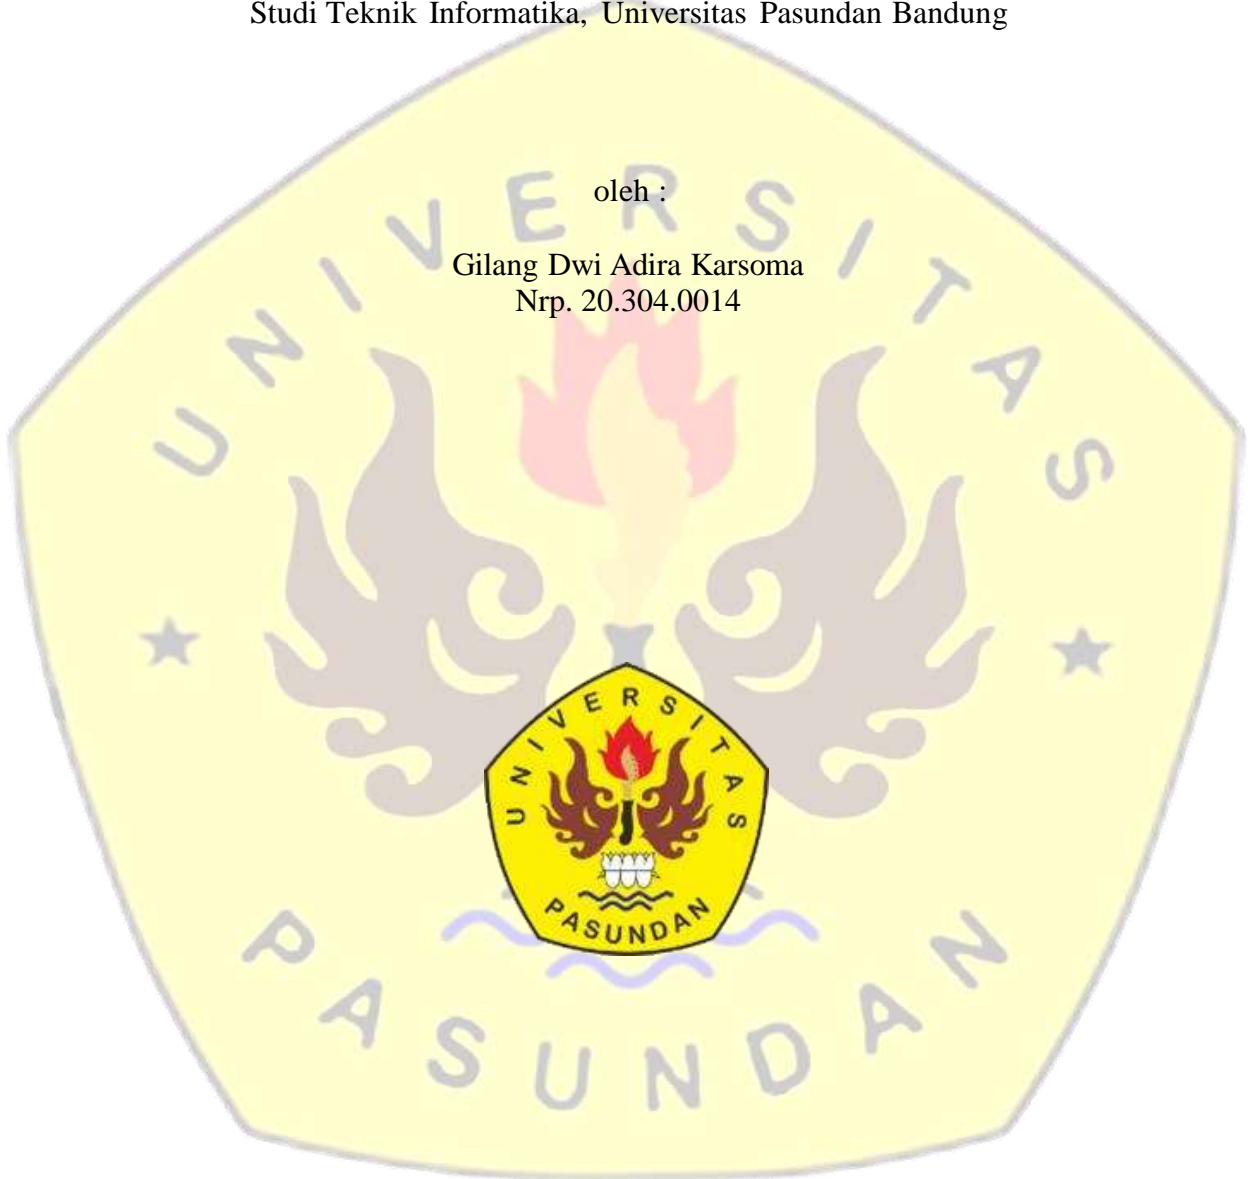 Studi Teknik Informatika, Universitas Pasundan Bandung
oleh :
Gilang Dwi Adira Karsoma
Nrp. 20.304.0014
UNIVERSITAS
PASUNDAN
UNIVERSITAS
PASUNDAN